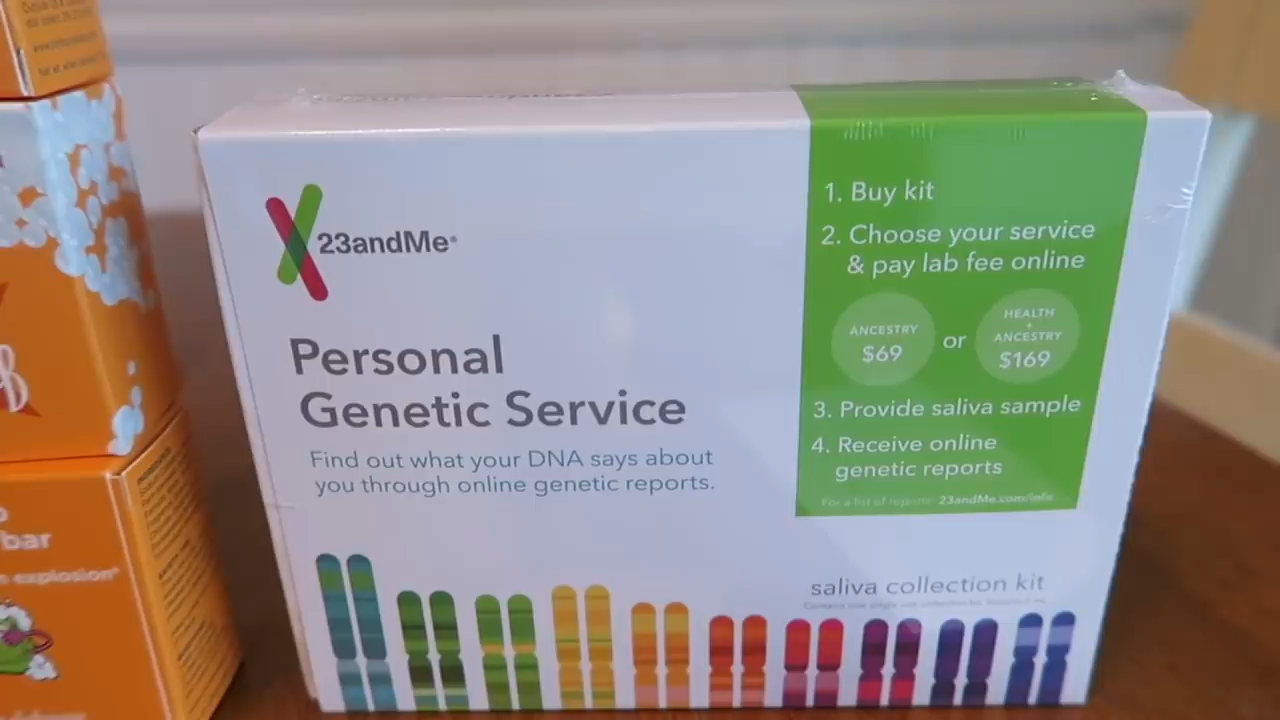 23andMe
Personal
Genetic Service
Find out what your DNA says about
you through online genetic reports.
1. Buy kit
2. Choose your service
& pay lab fee online
ANCESTRY
$69
or
HEALTH
+
ANCESTRY
$169
3. Provide saliva sample
4. Receive online
genetic reports
For a list of reports: 23andMe.com/info
saliva collection kit
bar
explosion"